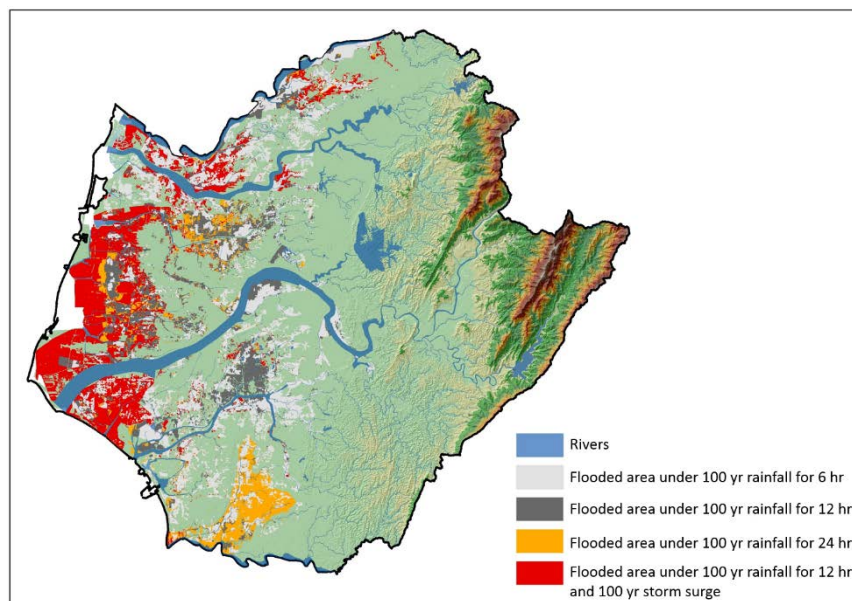 Rivers
Flooded area under 100 yr rainfall for 6 hr
Flooded area under 100 yr rainfall for 12 hr
Flooded area under 100 yr rainfall for 24 hr
Flooded area under 100 yr rainfall for 12 hr
and 100 yr storm surge